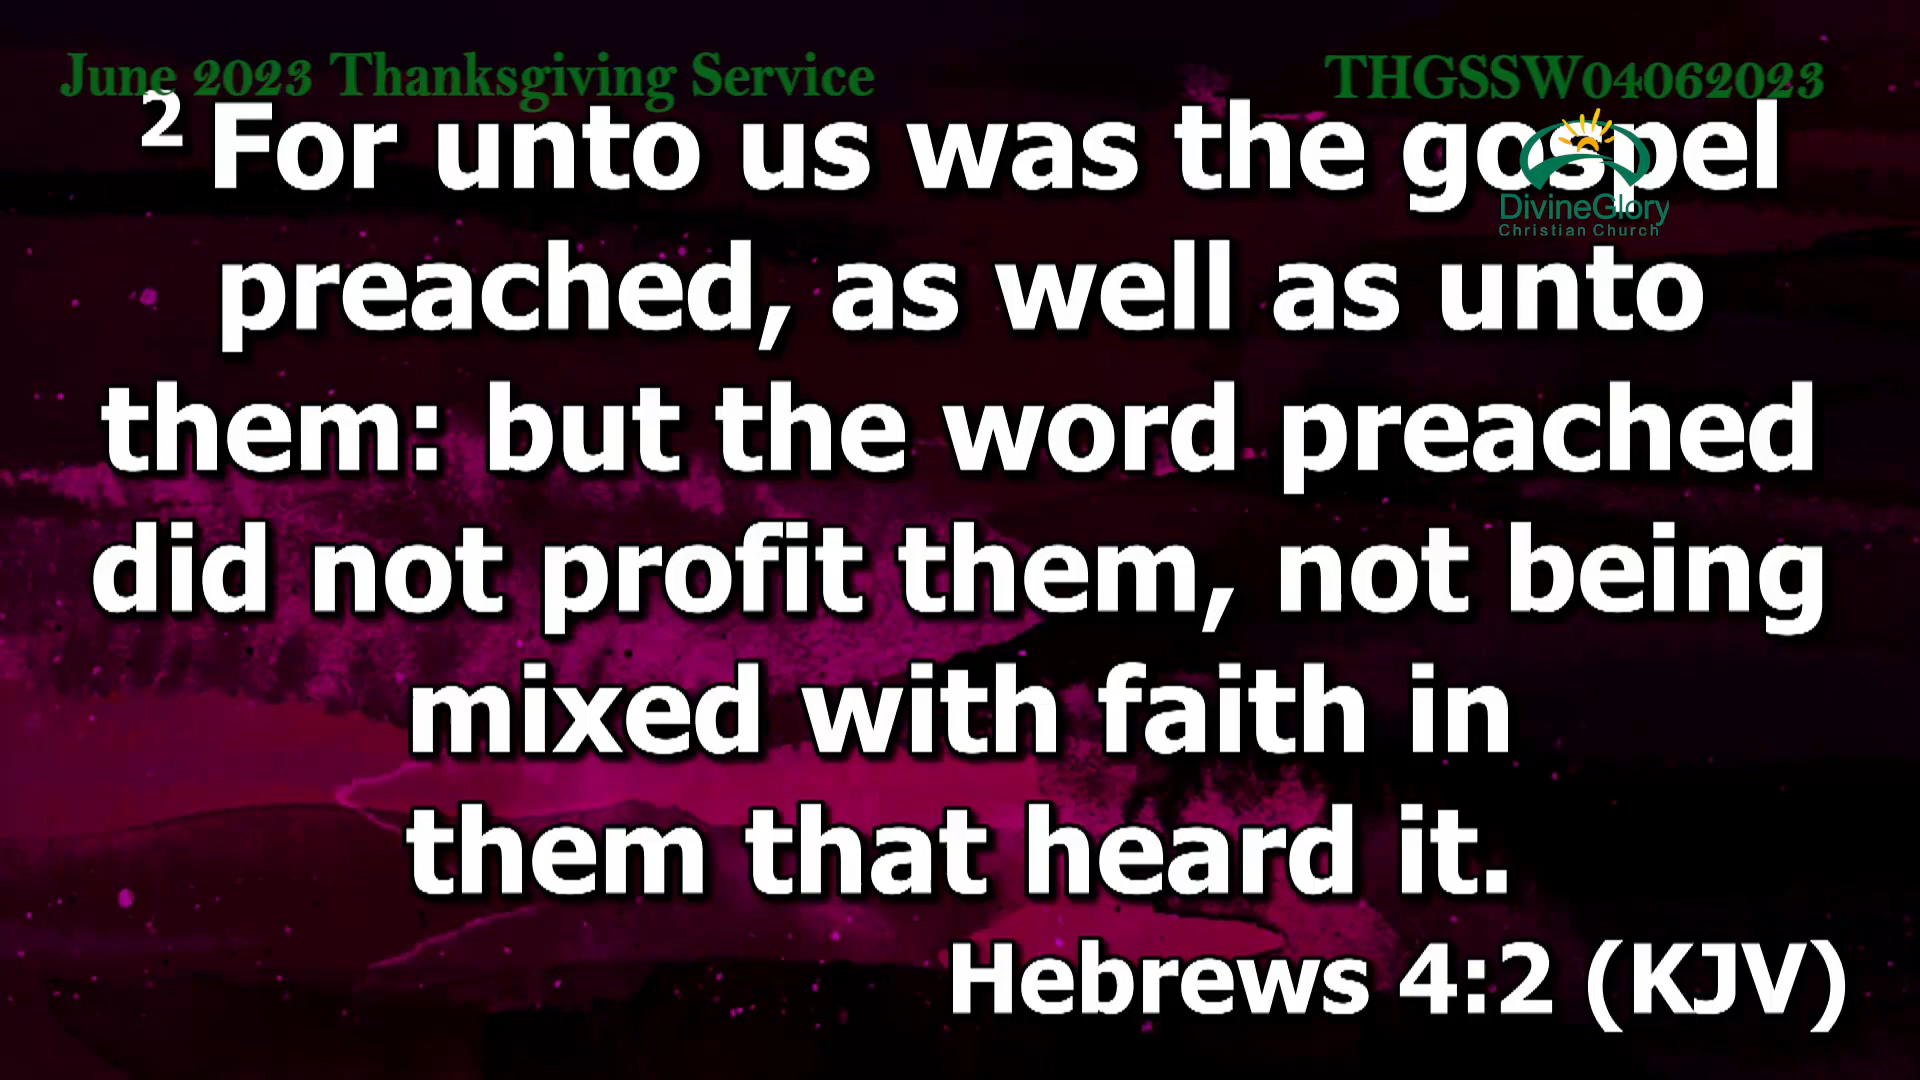 June 2023 Thanksgiving Service
THGSSW04062023
2 For unto us was the gospel
DivineGlory
Christian Church
preached, as well as unto
them: but the word preached
did not profit them, not being
mixed with faith in
them that heard it.
Hebrews 4:2 (KJV)